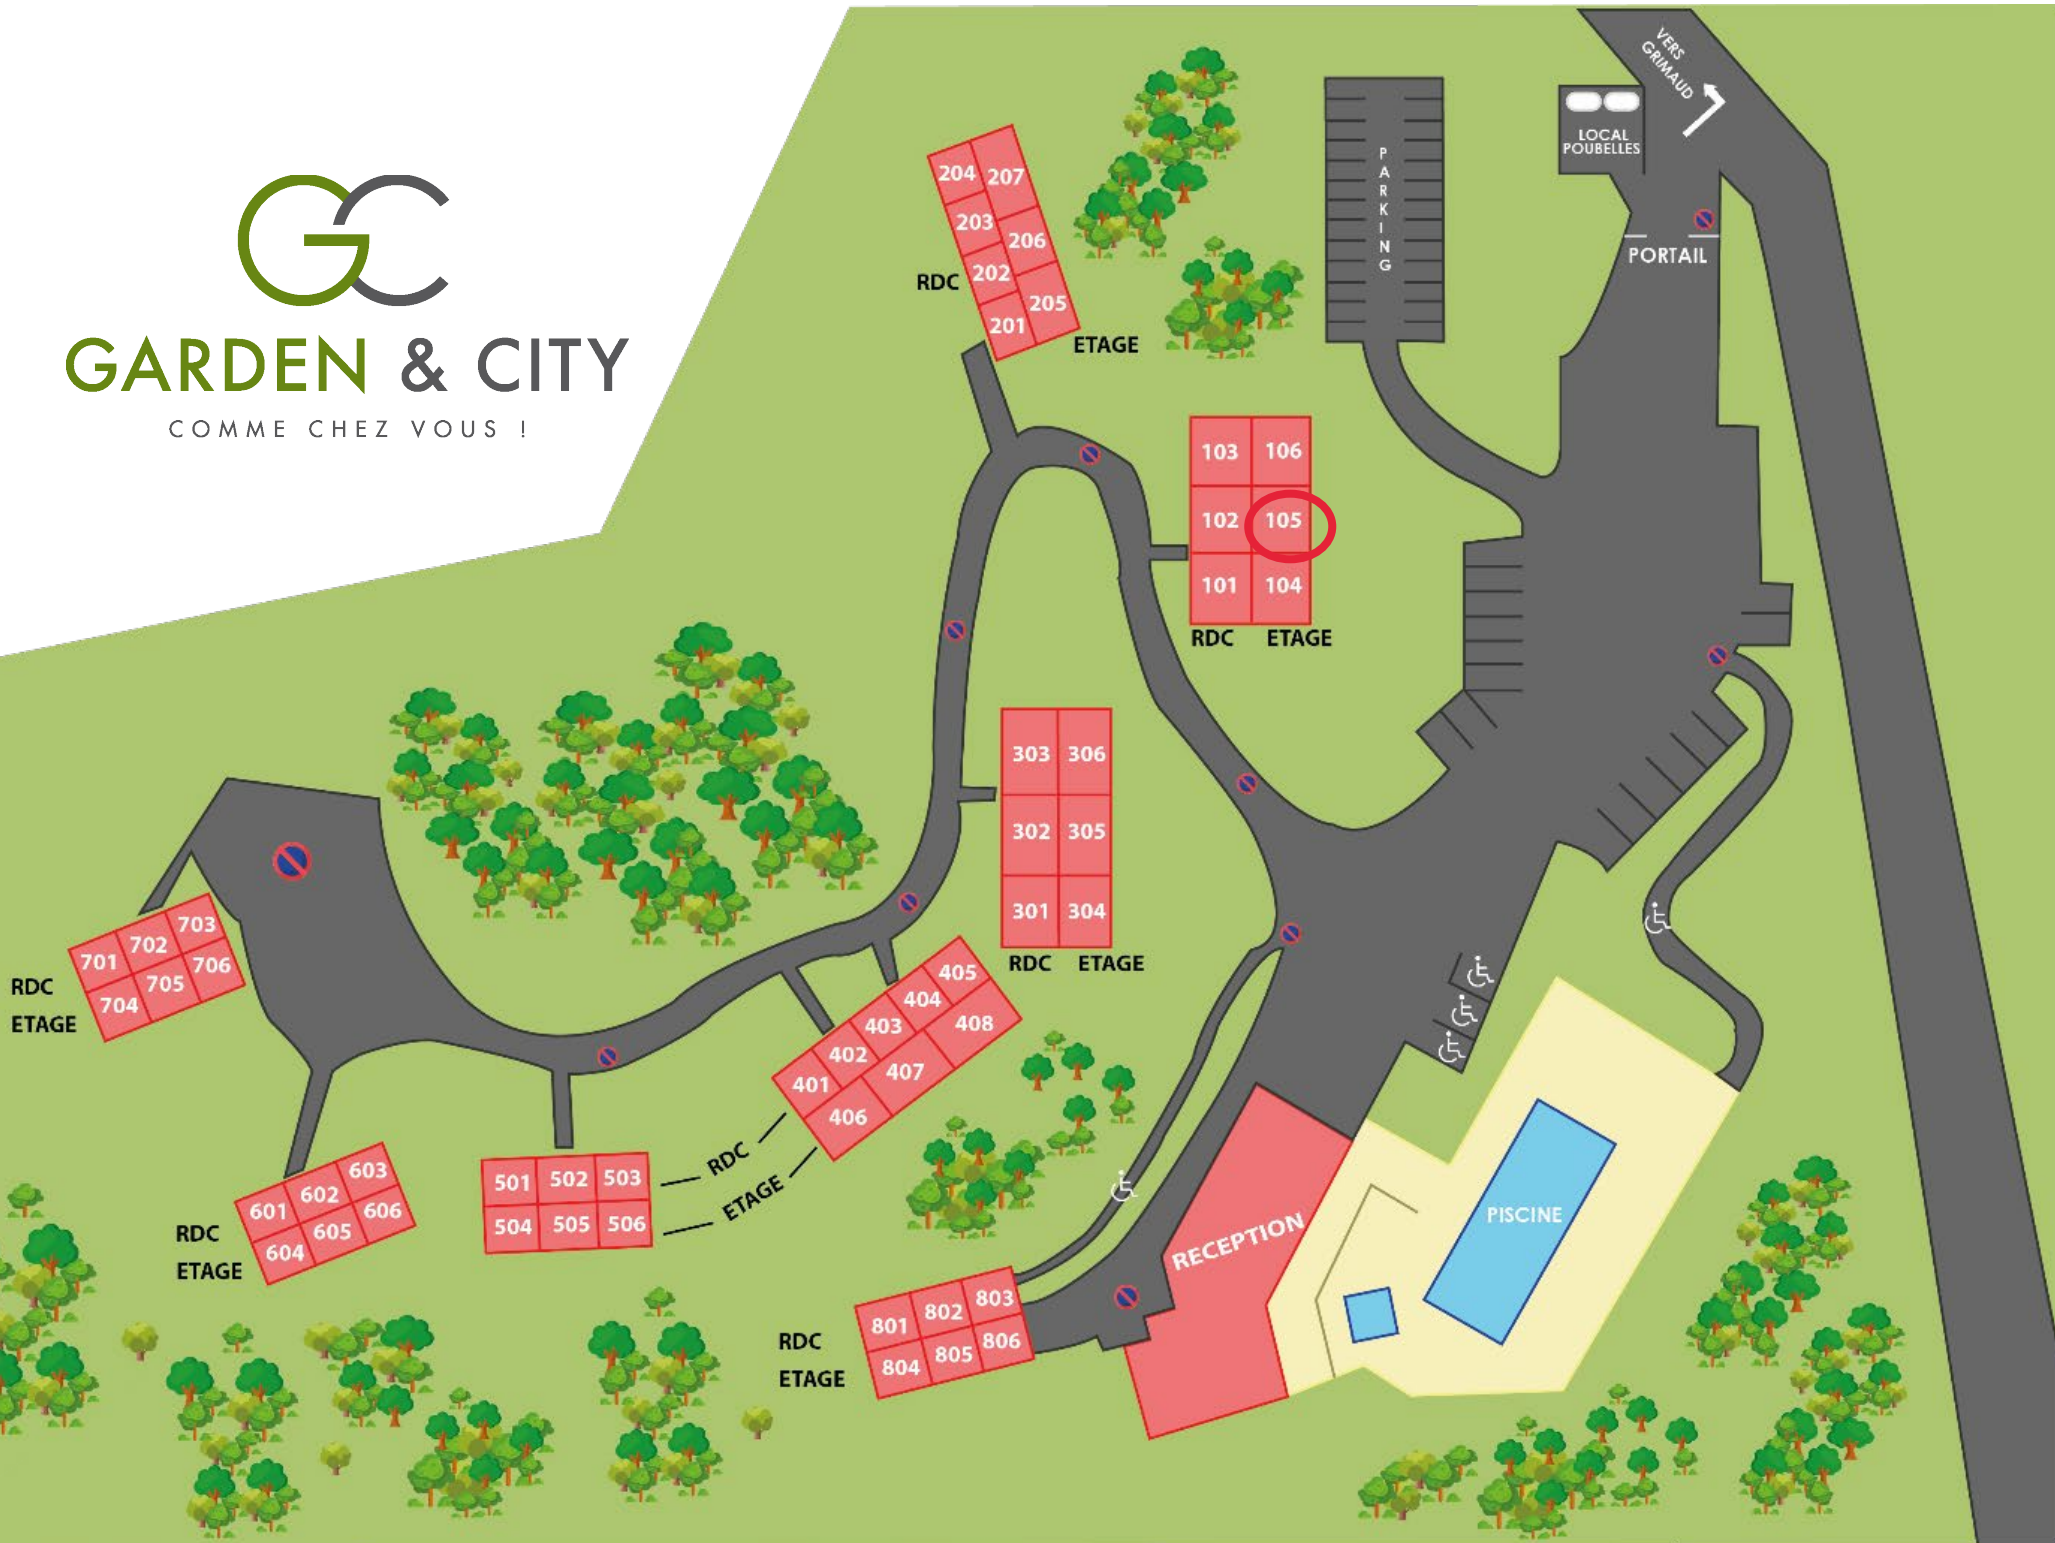 GC
GARDEN & CITY
COMME CHEZ VOUS !
VERS
GRIMAUD
LOCAL
POUBELLES
PORTAIL
PARKING
204 207
203 206
202 205
201
RDC
ETAGE
103 106
102 105
101 104
RDC ETAGE
303 306
302 305
301 304
RDC ETAGE
701 702 703
704 705 706
RDC
ETAGE
401 402 403 404 405
406 407 408
RDC
ETAGE
501 502 503
504 505 506
601 602 603
604 605 606
RDC
ETAGE
801 802 803
804 805 806
RDC
ETAGE
RECEPTION
PISCINE